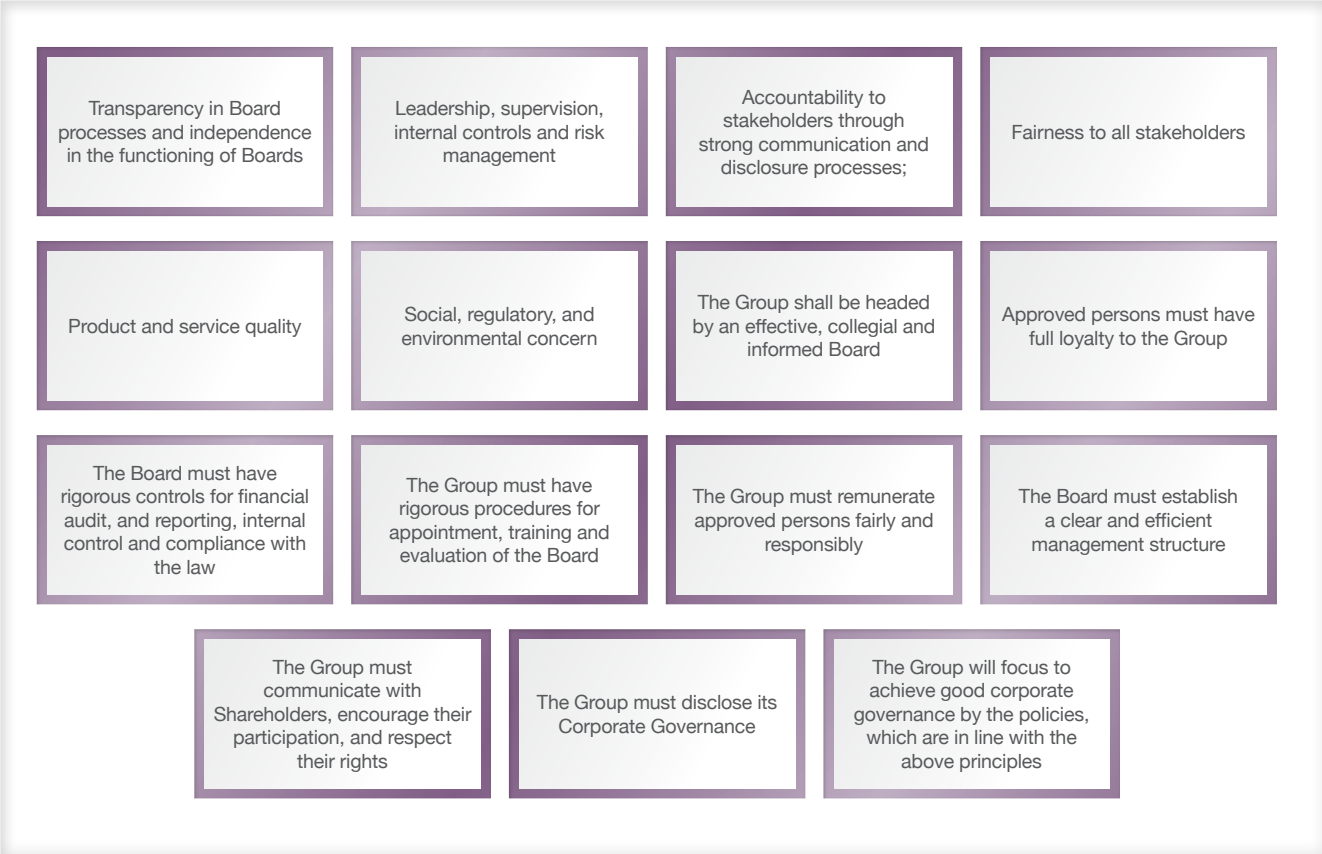 Transparency in Board
processes and independence
in the functioning of Boards
Leadership, supervision,
internal controls and risk
management
Accountability to
stakeholders through
strong communication and
disclosure processes;
Fairness to all stakeholders
Product and service quality
Social, regulatory, and
environmental concern
The Group shall be headed
by an effective, collegial and
informed Board
Approved persons must have
full loyalty to the Group
The Board must have
rigorous controls for financial
audit, and reporting, internal
control and compliance with
the law
The Group must have
rigorous procedures for
appointment, training and
evaluation of the Board
The Group must remunerate
approved persons fairly and
responsibly
The Board must establish
a clear and efficient
management structure
The Group must
communicate with
Shareholders, encourage their
participation, and respect
their rights
The Group must disclose its
Corporate Governance
The Group will focus to
achieve good corporate
governance by the policies,
which are in line with the
above principles